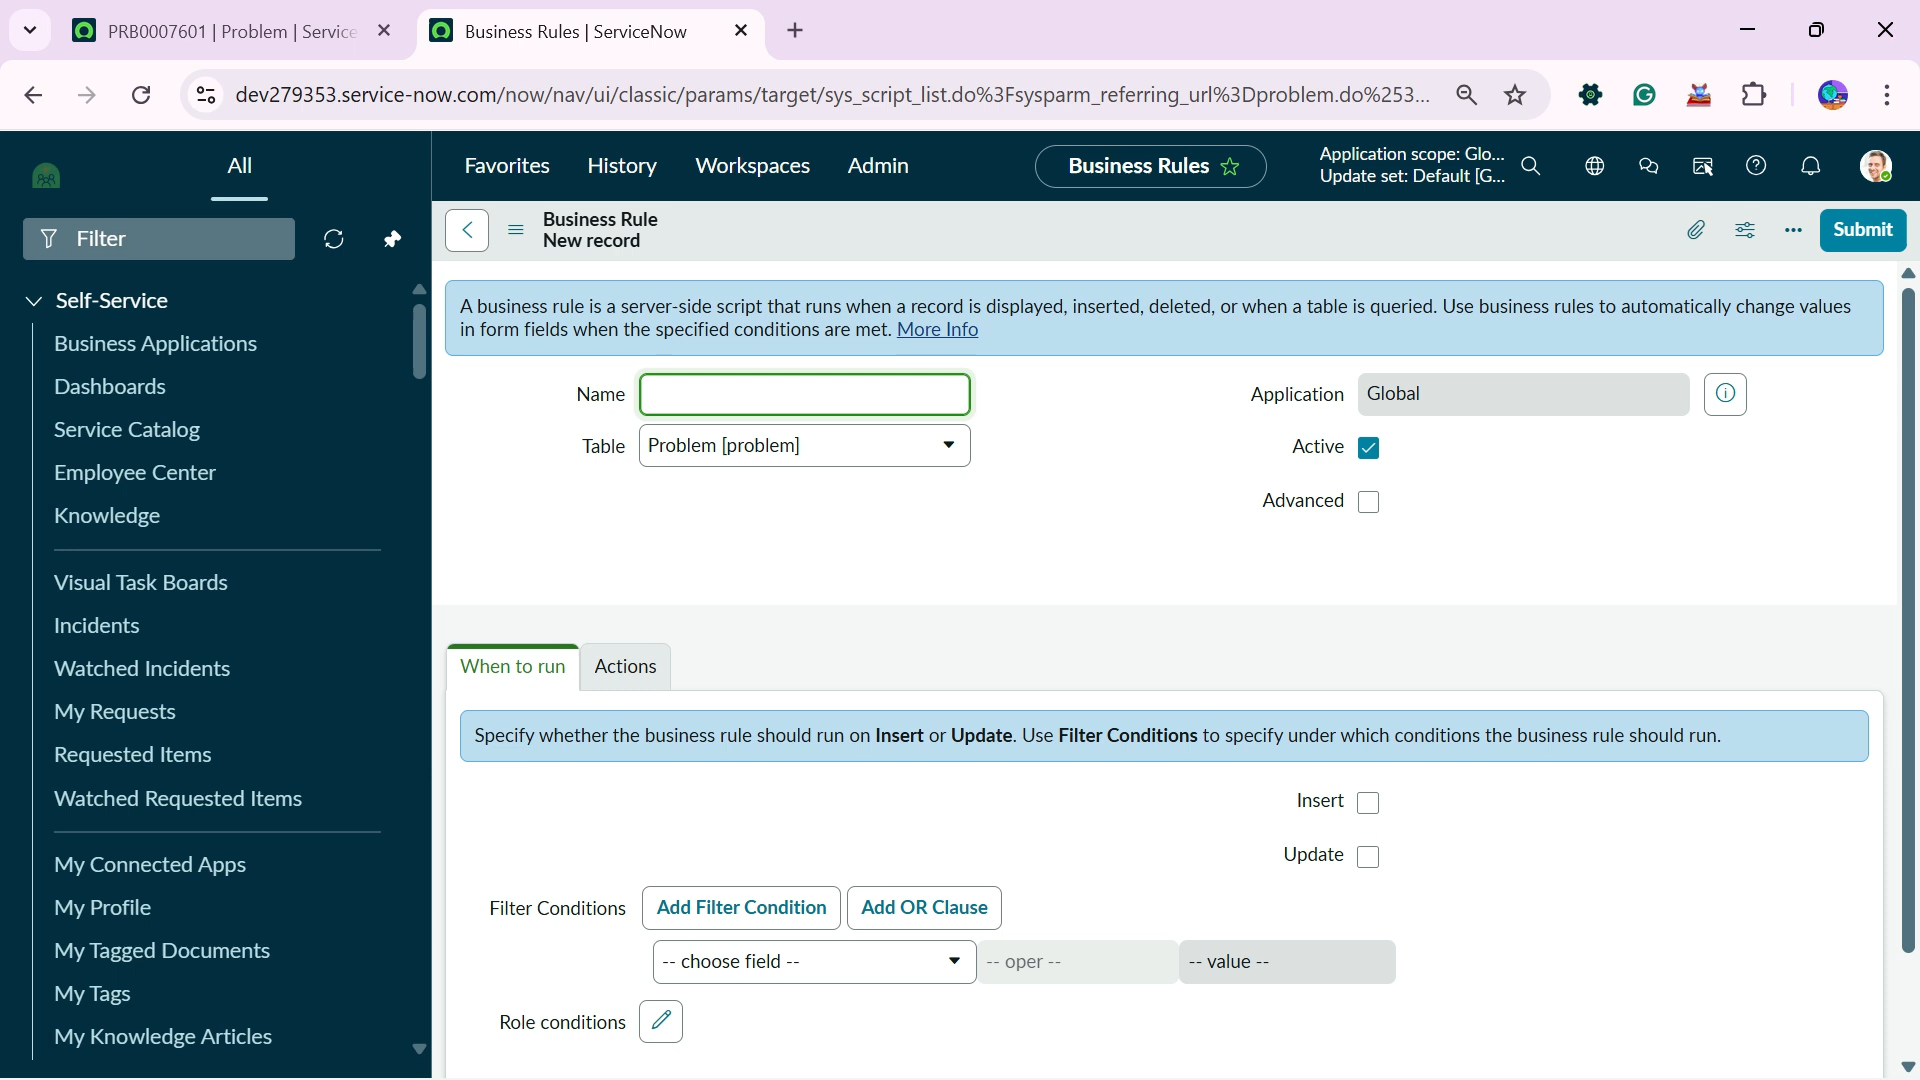 PRB0007601 | Problem | Service
Business Rules | ServiceNow
dev279353.service-now.com/now/nav/ui/classic/params/target/sys_script_list.do%3Fsysparm_referring_url%3Dproblem.do%253...
All
Favorites
History
Workspaces
Admin
Business Rules
Application scope: Glo...
Update set: Default [G...
Filter
Business Rule
New record
Submit
Self-Service
Business Applications
Dashboards
Service Catalog
Employee Center
Knowledge
Visual Task Boards
Incidents
Watched Incidents
My Requests
Requested Items
Watched Requested Items
My Connected Apps
My Profile
My Tagged Documents
My Tags
My Knowledge Articles
A business rule is a server-side script that runs when a record is displayed, inserted, deleted, or when a table is queried. Use business rules to automatically change values
in form fields when the specified conditions are met. More Info
Name
Application Global
Table Problem [problem]
Active
Advanced
When to run
Actions
Specify whether the business rule should run on Insert or Update. Use Filter Conditions to specify under which conditions the business rule should run.
Insert
Update
Filter Conditions Add Filter Condition Add OR Clause
-- choose field -- -- oper -- -- value --
Role conditions